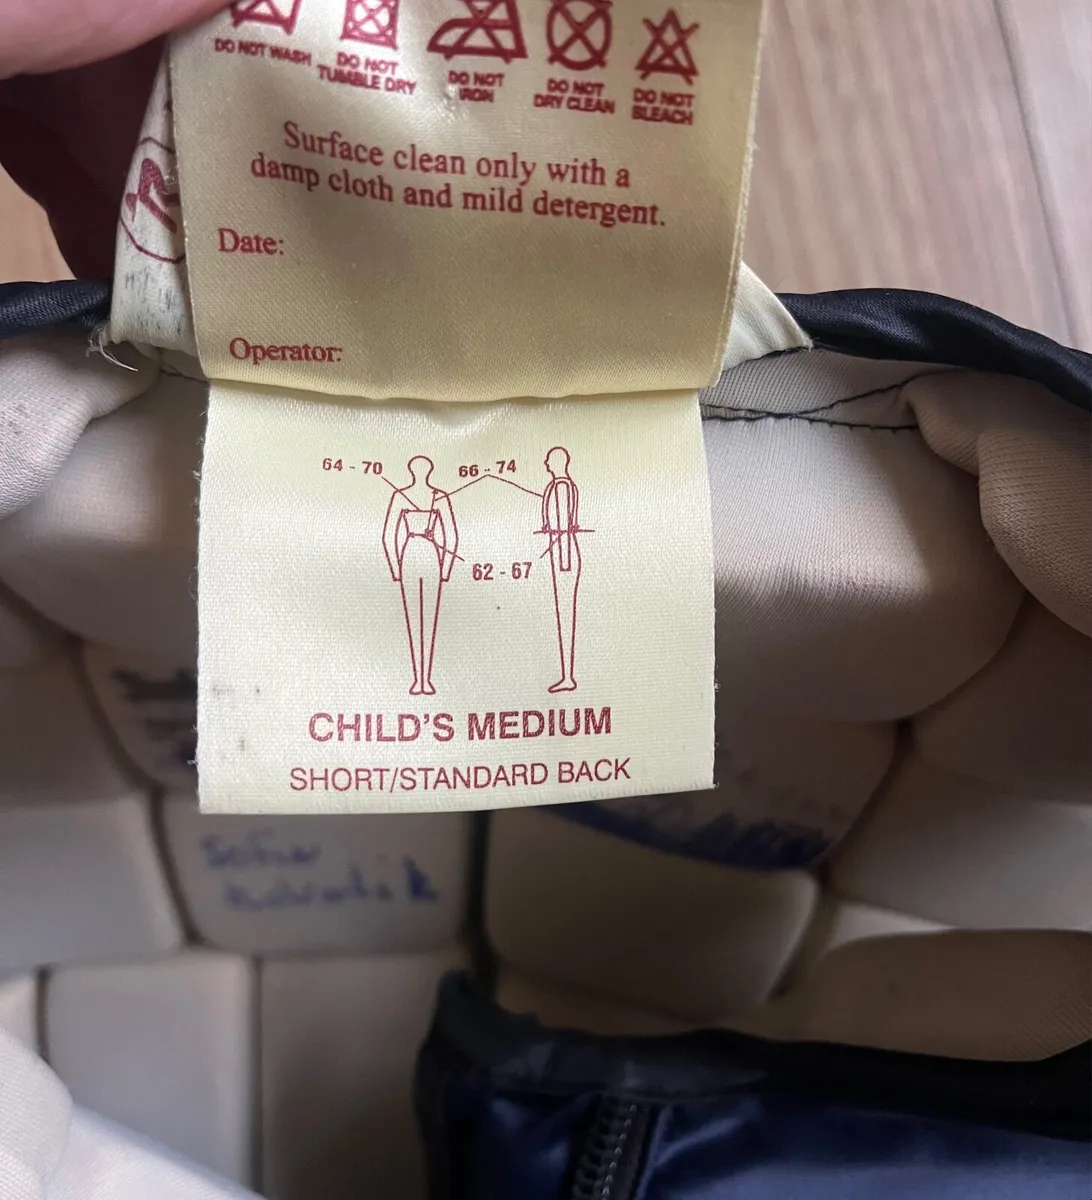 DO NOT WASH
DO NOT
TUMBLE DRY
DO NOT
IRON
DO NOT
DRY CLEAN
DO NOT
BLEACH
Surface clean only with a
damp cloth and mild detergent.
Date:
Operator:
64 - 70
66 - 74
62 - 67
CHILD'S MEDIUM
SHORT/STANDARD BACK